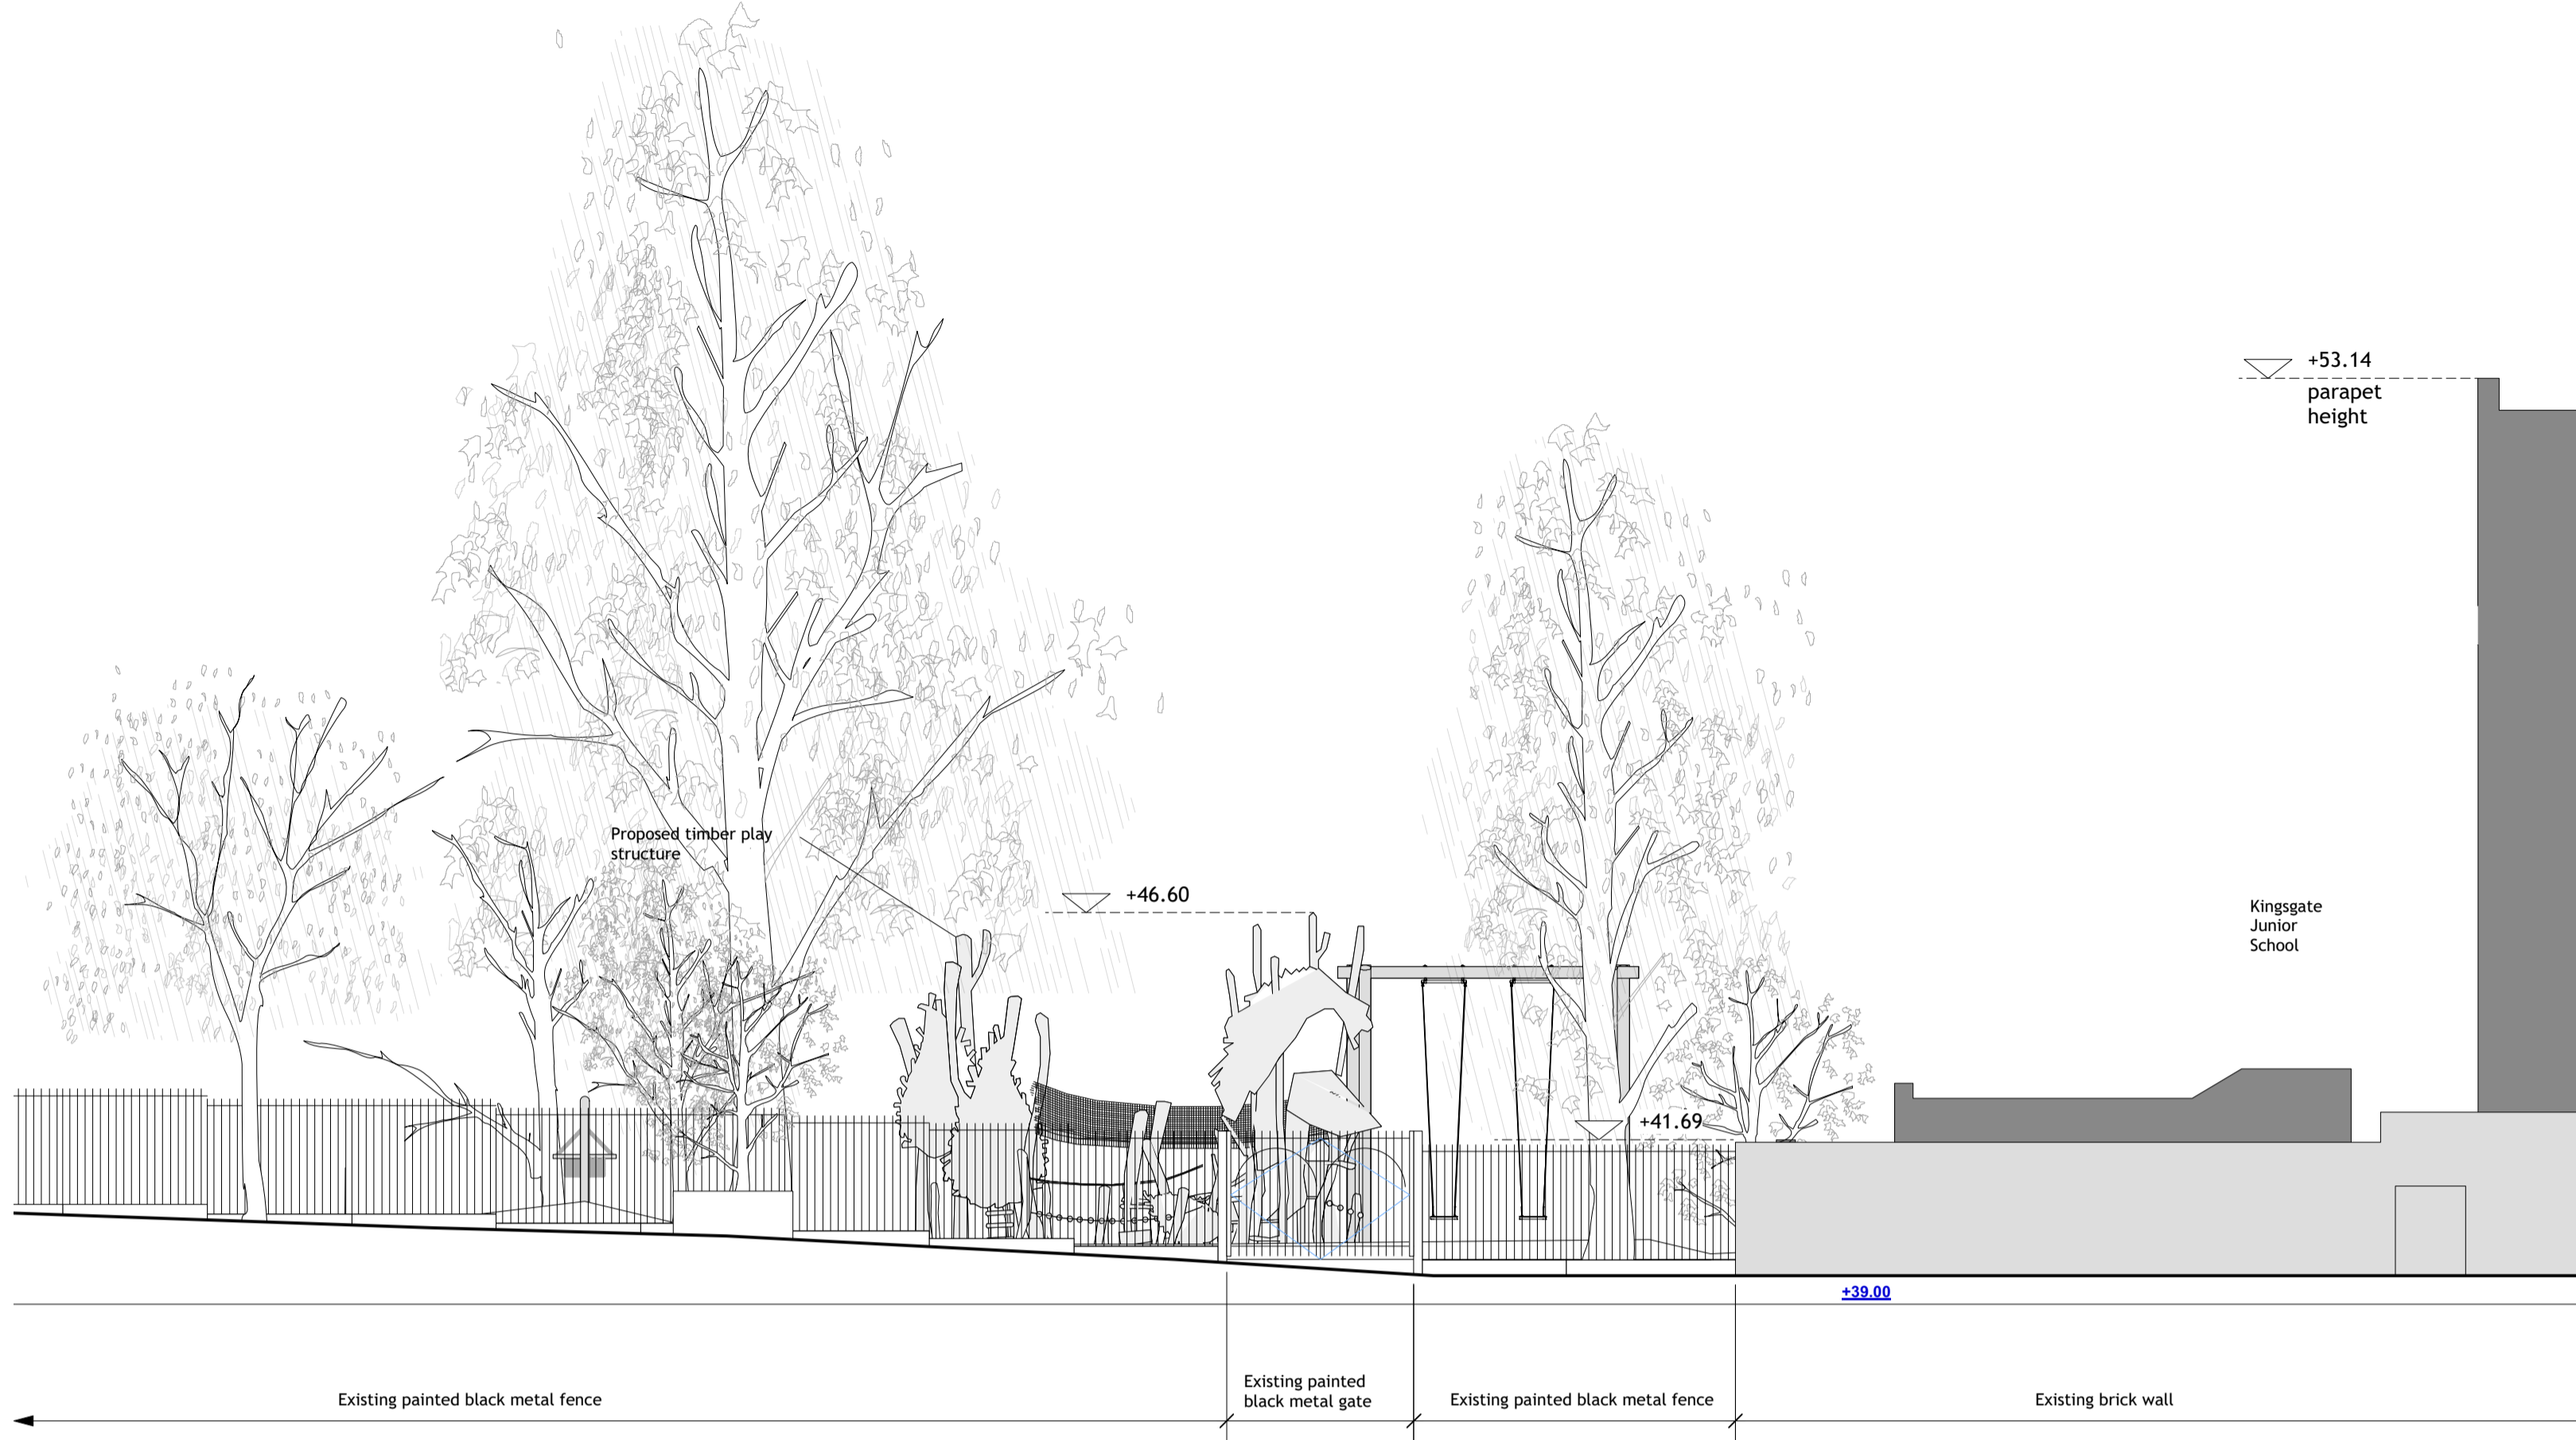 +53.14
parapet
height
Proposed timber play
structure
+46.60
Kingsgate
Junior
School
+41.69
+39.00
Existing painted black metal fence
Existing painted
black metal gate
Existing painted black metal fence
Existing brick wall